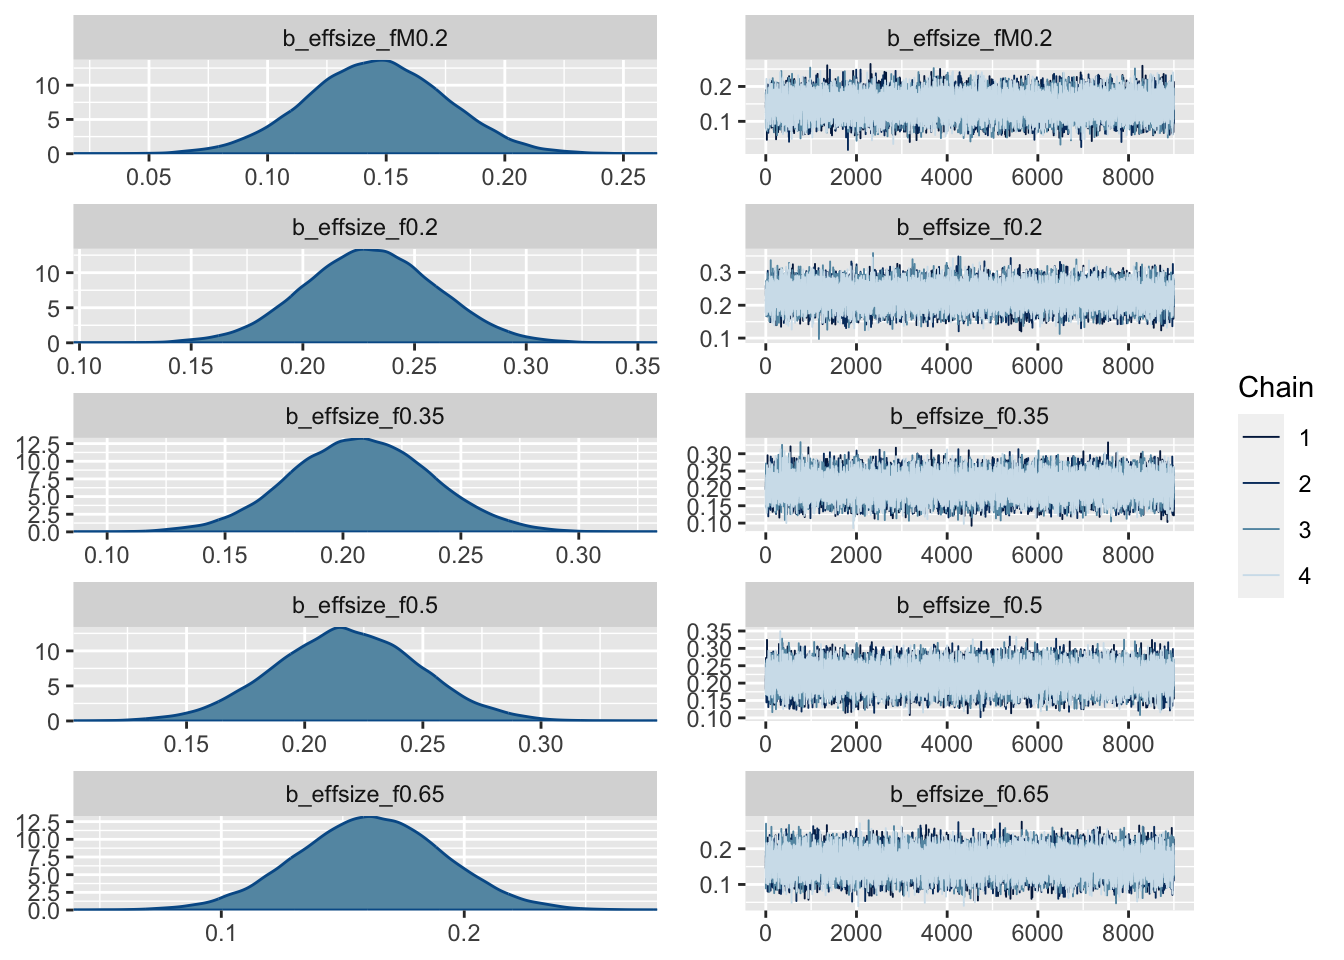 b_effsize_fM0.2
10
5
0
0.05 0.10 0.15 0.20 0.25
b_effsize_fM0.2
0.2
0.1
0 2000 4000 6000 8000
b_effsize_f0.2
10
5
0
0.10 0.15 0.20 0.25 0.30 0.35
b_effsize_f0.2
0.3
0.2
0.1
0 2000 4000 6000 8000
b_effsize_f0.35
12.5
10.0
7.5
5.0
2.5
0.0
0.10 0.15 0.20 0.25 0.30
b_effsize_f0.35
0.30
0.25
0.20
0.15
0.10
0 2000 4000 6000 8000
b_effsize_f0.5
10
5
0
0.15 0.20 0.25 0.30
b_effsize_f0.5
0.35
0.30
0.25
0.20
0.15
0.10
0 2000 4000 6000 8000
b_effsize_f0.65
12.5
10.0
7.5
5.0
2.5
0.0
0.1 0.2
b_effsize_f0.65
0.2
0.1
0 2000 4000 6000 8000
Chain
1
2
3
4